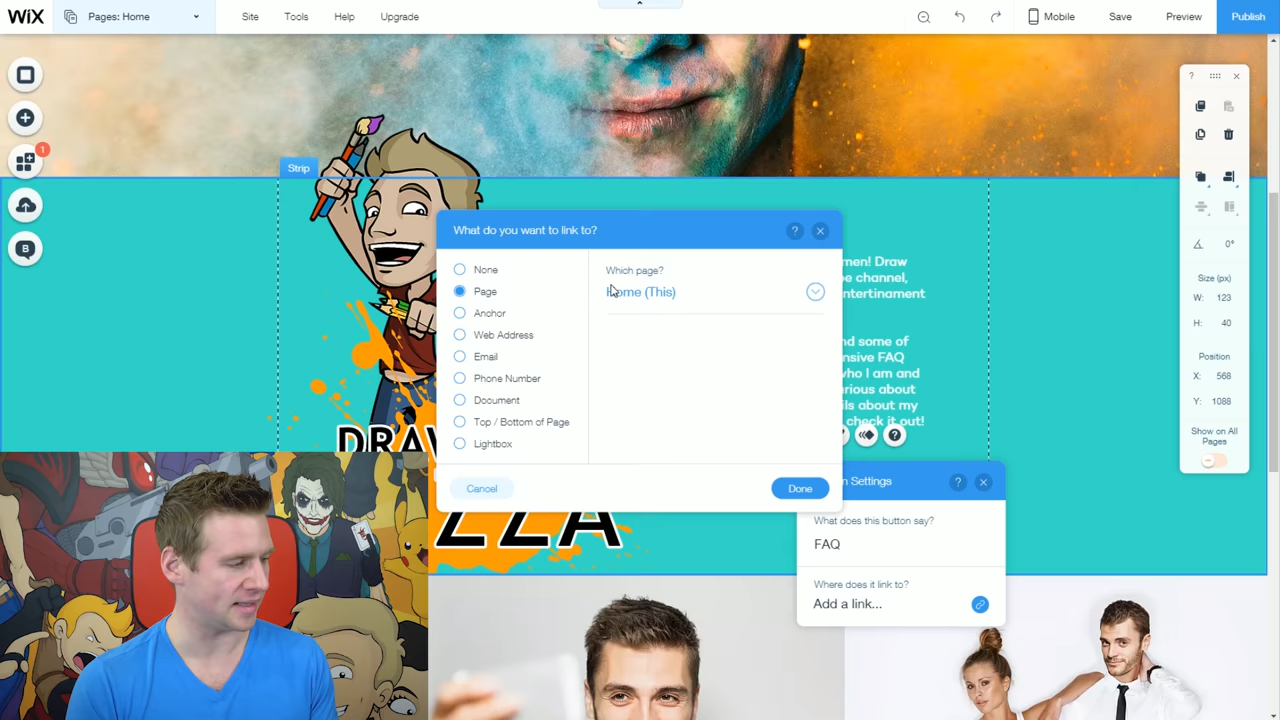 WiX
Pages: Home
Site
Tools
Help
Upgrade
Mobile
Save
Preview
Publish
1
B
Strip
?
0°
Size (px)
W: 123
H: 40
Position
X: 568
Y: 1088
Show on All
Pages
What do you want to link to?
?
None
Page
Anchor
Web Address
Email
Phone Number
Document
Top / Bottom of Page
Lightbox
Which page?
Home (This)
Cancel
Done
men! Draw
channel,
ntertinament
nd some of
nsive FAQ
who I am and
rious about
ils about my
check it out!
?
Settings
?
What does this button say?
FAQ
Where does it link to?
Add a link...
DRAW
ZZA